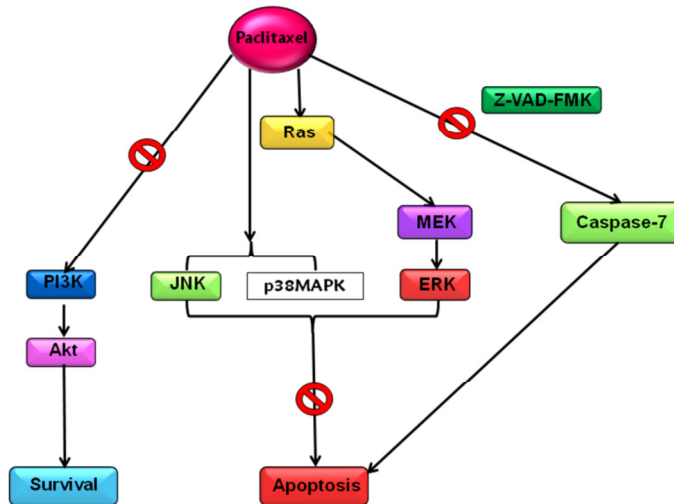 Paclitaxel
Z-VAD-FMK
Ras
MEK
Caspase-7
PI3K
JNK
p38MAPK
ERK
Akt
Survival
Apoptosis